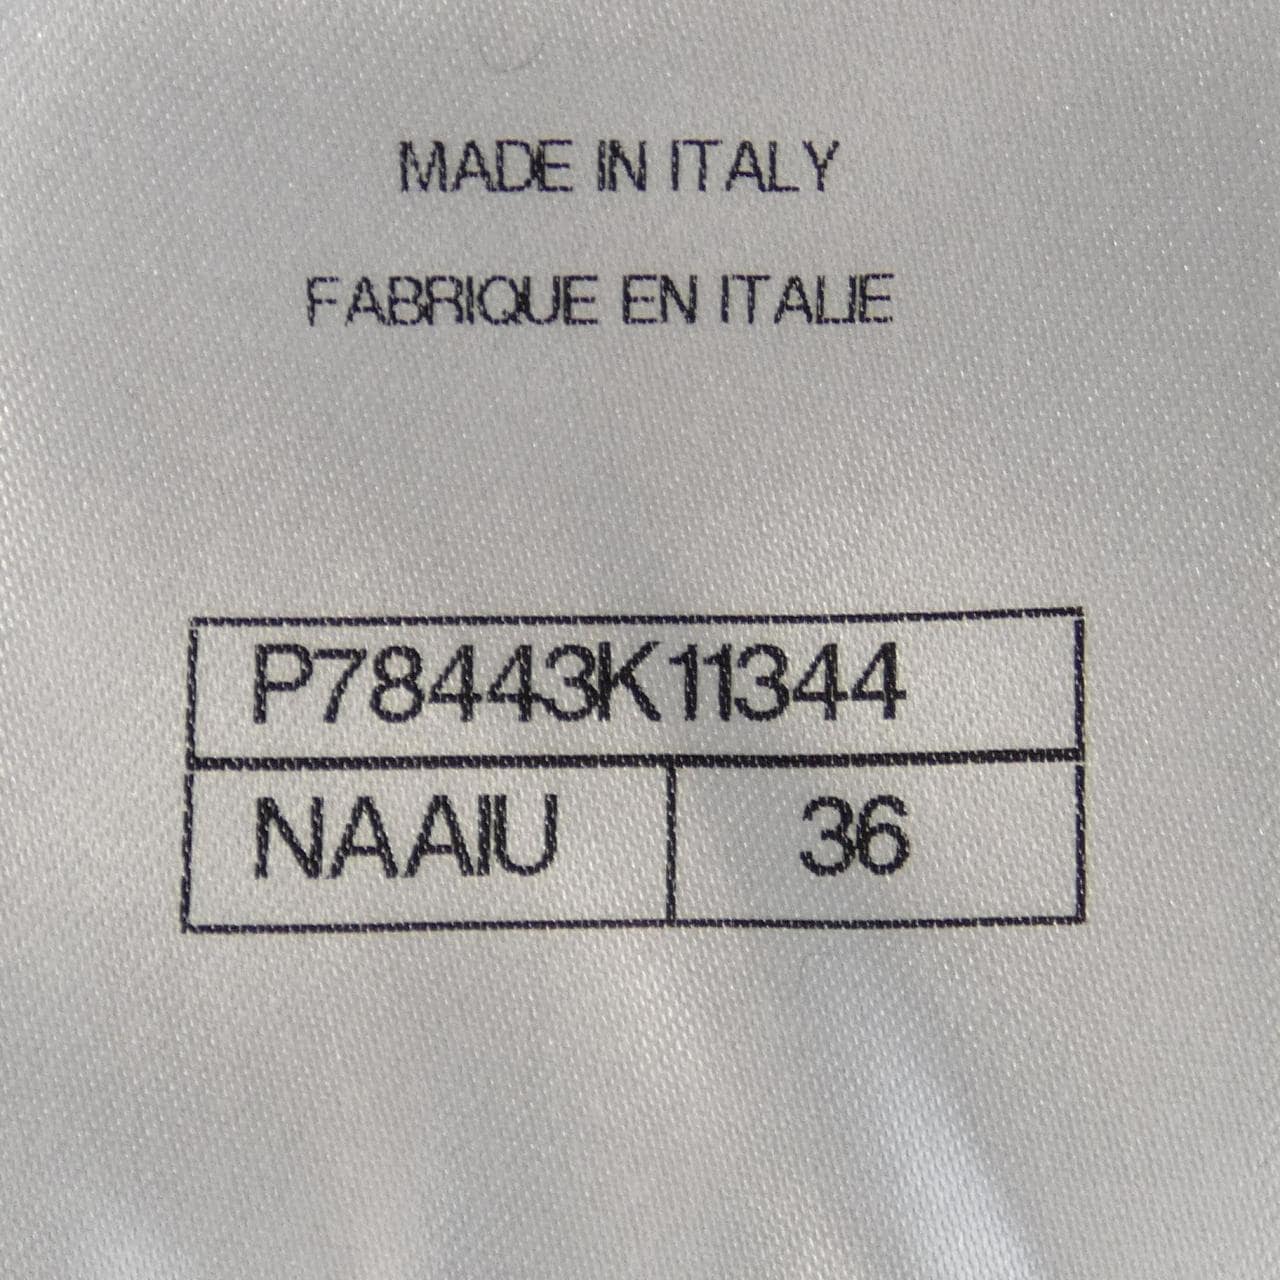 MADE IN ITALY
FABRIQUE EN ITALIE
P78443K11344
NAAIU 36